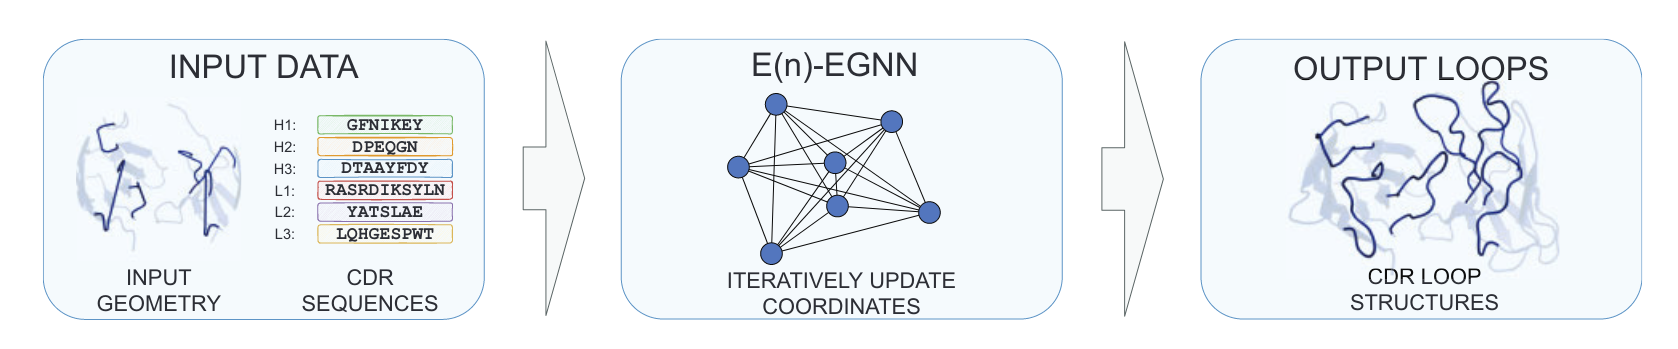 INPUT DATA
H1: GFNIKEY
H2: DPEQGN
H3: DTAAYFDY
L1: RASRDIKSYLN
L2: YATSLAE
L3: LQHGESPWT
INPUT
GEOMETRY
CDR
SEQUENCES
E(n)-EGNN
ITERATIVELY UPDATE
COORDINATES
OUTPUT LOOPS
CDR LOOP
STRUCTURES